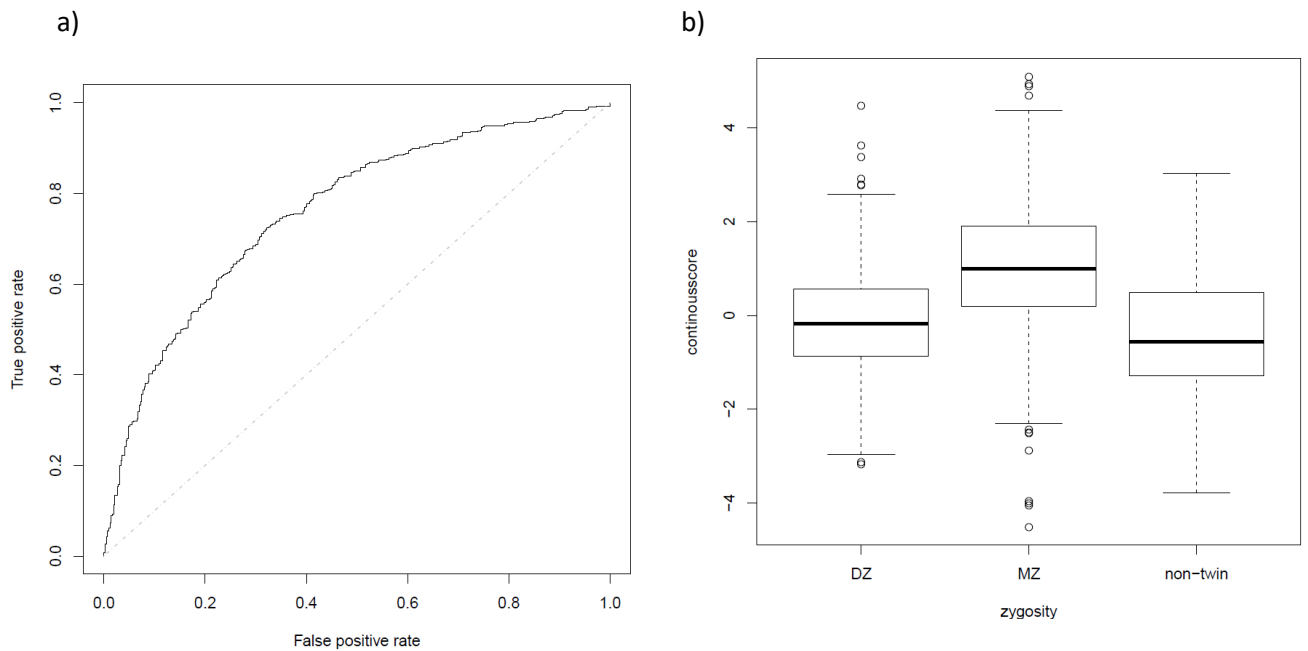 a)
b)
True positive rate
1.0
0.8
0.6
0.4
0.2
0.0
0.0 0.2 0.4 0.6 0.8 1.0
False positive rate
continousscore
4
2
0
−2
−4
DZ MZ non−twin
zygosity